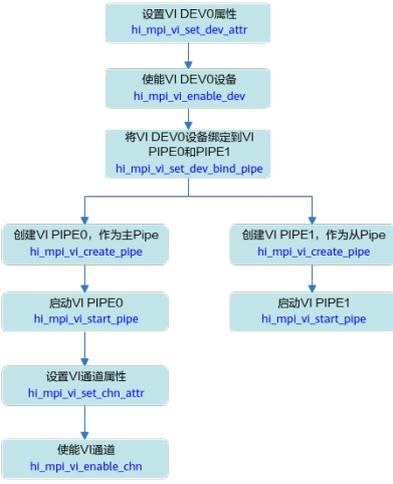 设置VI DEV0属性
hi_mpi_vi_set_dev_attr
使能VI DEV0设备
hi_mpi_vi_enable_dev
将VI DEV0设备绑定到VI
PIPE0和PIPE1
hi_mpi_vi_set_dev_bind_pipe
创建VI PIPE0，作为主Pipe
hi_mpi_vi_create_pipe
创建VI PIPE1，作为从Pipe
hi_mpi_vi_create_pipe
启动VI PIPE0
hi_mpi_vi_start_pipe
启动VI PIPE1
hi_mpi_vi_start_pipe
设置VI通道属性
hi_mpi_vi_set_chn_attr
使能VI通道
hi_mpi_vi_enable_chn